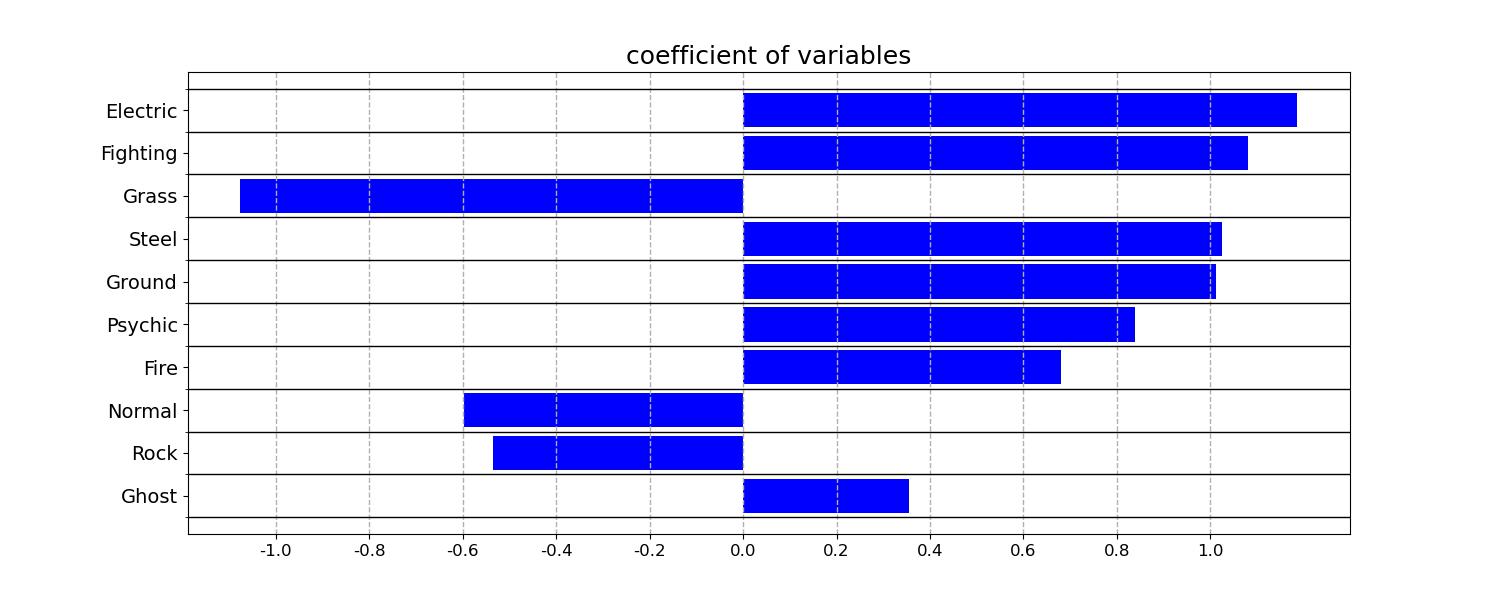 coefficient of variables
Electric
Fighting
Grass
Steel
Ground
Psychic
Fire
Normal
Rock
Ghost
-1.0 -0.8 -0.6 -0.4 -0.2 0.0 0.2 0.4 0.6 0.8 1.0